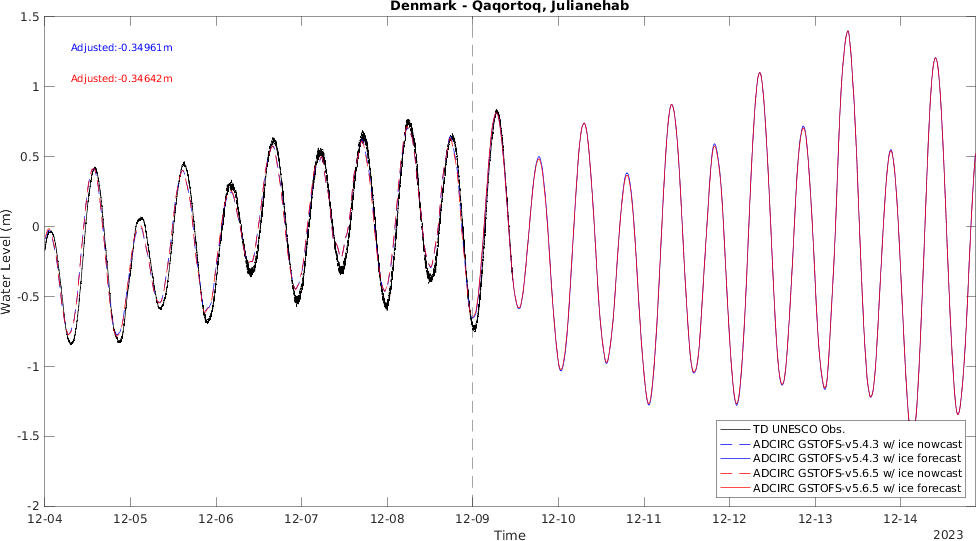 Denmark - Qaqortoq, Julianehab
Adjusted:-0.34961m
Adjusted:-0.34642m
1.5
1
0.5
0
-0.5
-1
-1.5
-2
Water Level (m)
TD UNESCO Obs.
ADCIRC GSTOFS-v5.4.3 w/ ice nowcast
ADCIRC GSTOFS-v5.4.3 w/ ice forecast
ADCIRC GSTOFS-v5.6.5 w/ ice nowcast
ADCIRC GSTOFS-v5.6.5 w/ ice forecast
12-04 12-05 12-06 12-07 12-08 12-09 12-10 12-11 12-12 12-13 12-14
Time
2023